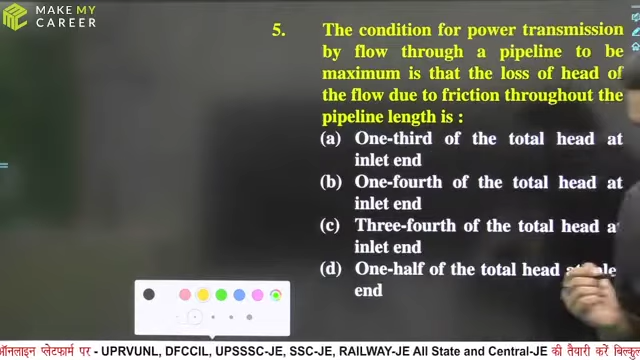 MAKE MY
CAREER
5. The condition for power transmission
by flow through a pipeline to be
maximum is that the loss of head of
the flow due to friction throughout the
pipeline length is :
(a) One-third of the total head at
inlet end
(b) One-fourth of the total head at
inlet end
(c) Three-fourth of the total head at
inlet end
(d) One-half of the total head
end
ऑनलाइन प्लेटफार्म पर - UPRVUNL, DFCCIL, UPSSSC-JE, SSC-JE, RAILWAY-JE All State and Central-JE की तैयारी करें बिल्कुल